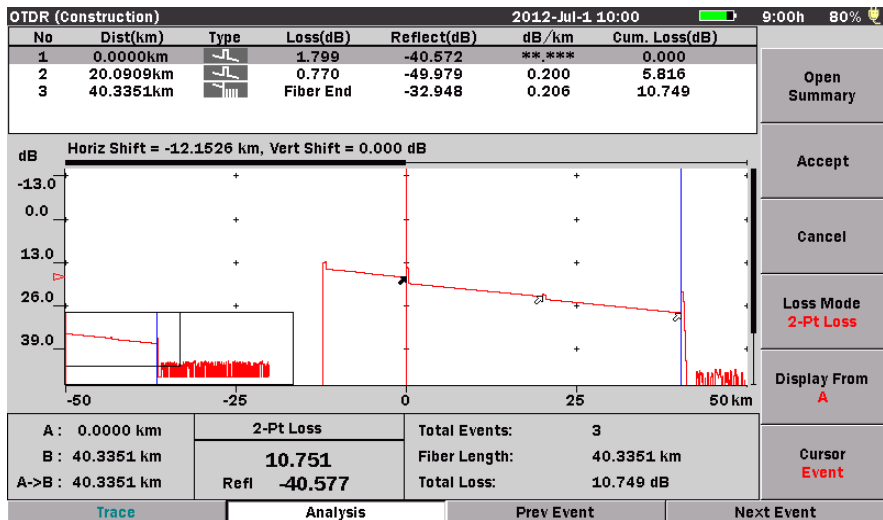 OTDR (Construction) 2012-Jul-1 10:00 9:00h 80%
No Dist(km) Type Loss(dB) Reflect(dB) dB/km Cum. Loss(dB)
1 0.0000km 1.799 -40.572 **.*** 0.000
2 20.0909km 0.770 -49.979 0.200 5.816
3 40.3351km Fiber End -32.948 0.206 10.749
Open
Summary
Accept
Cancel
Loss Mode
2-Pt Loss
Display From
A
Cursor
Event
dB Horiz Shift = -12.1526 km, Vert Shift = 0.000 dB
-13.0
0.0
13.0
26.0
39.0
-50 -25 0 25 50 km
A: 0.0000 km
B: 40.3351 km
A->B: 40.3351 km
2-Pt Loss
10.751
Refl -40.577
Total Events: 3
Fiber Length: 40.3351 km
Total Loss: 10.749 dB
Trace Analysis Prev Event Next Event